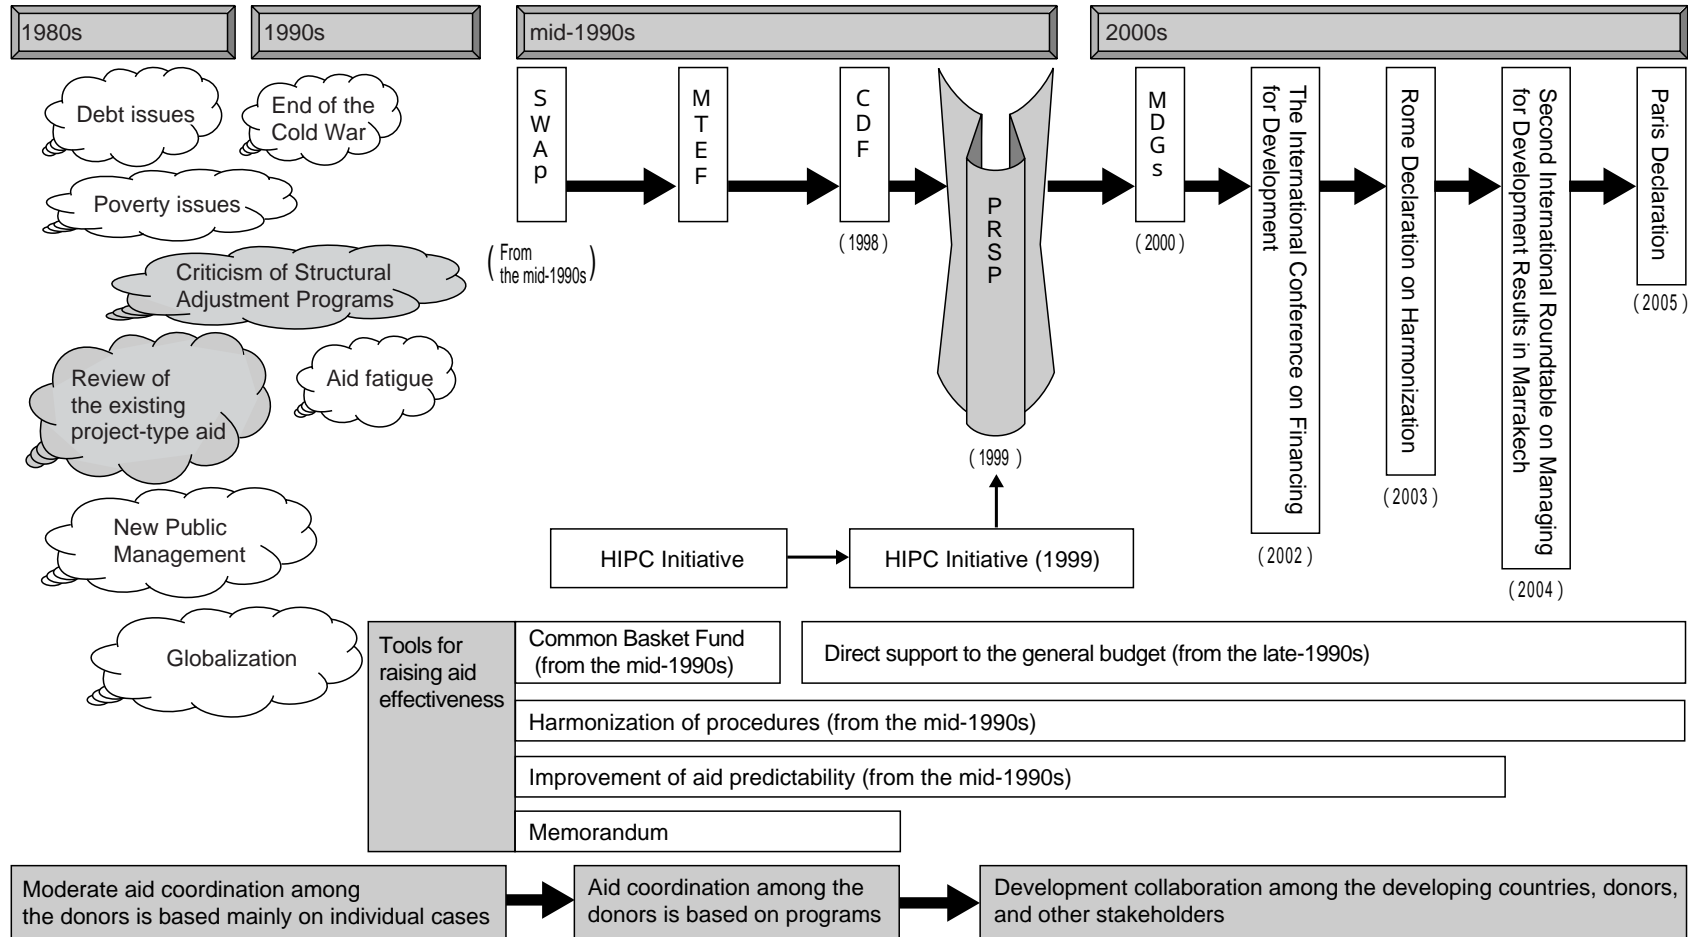 1980s
1990s
mid-1990s
2000s
Debt issues
End of the
Cold War
Poverty issues
Criticism of Structural
Adjustment Programs
Review of
the existing
project-type aid
Aid fatigue
New Public
Management
Globalization
SWAp
(From
the mid-1990s)
MTEF
CDF
(1998)
PRSP
(1999)
MDGs
(2000)
The International Conference on Financing
for Development
(2002)
Rome Declaration on Harmonization
(2003)
Second International Roundtable on Managing
for Development Results in Marrakech
(2004)
Paris Declaration
(2005)
HIPC Initiative
HIPC Initiative (1999)
Tools for
raising aid
effectiveness
Common Basket Fund
(from the mid-1990s)
Direct support to the general budget (from the late-1990s)
Harmonization of procedures (from the mid-1990s)
Improvement of aid predictability (from the mid-1990s)
Memorandum
Moderate aid coordination among
the donors is based mainly on individual cases
Aid coordination among the
donors is based on programs
Development collaboration among the developing countries, donors,
and other stakeholders